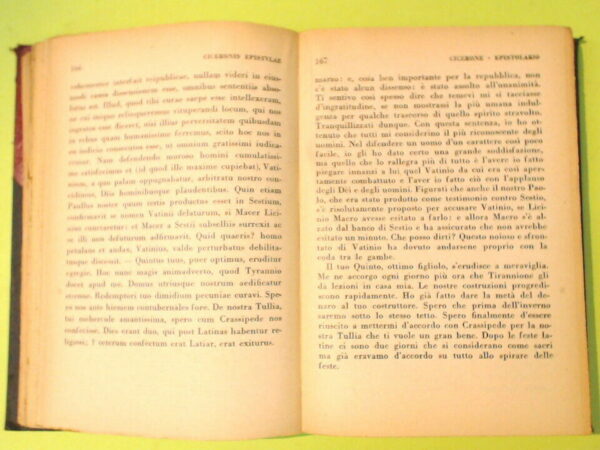 166
CICERONIS EPISTULAE
vehementer interfuit reipublicae, nullam videri in eius-
modi causa dissensionem esse, omnibus sententiis abso-
lutus est. Illud, quod tibi curae saepe esse intellexeram,
ne cui iniquo relinqueremus vituperandi locum, qui nos
ingratos esse diceret, nisi illius perversitatem quibusdam
in rebus quam humanissime ferremus, scito hoc nos in
eo iudicio consecutos esse, ut omnium gratissimi iudica-
remur. Nam defendendo moroso homini cumulatissi-
me satisfecimus et (id quod ille maxime cupiebat) Vati-
nium, a quo palam oppugnabatur, arbitratu nostro con-
cidimus, diis hominibusque plaudentibus. Quin etiam
Paullus noster quum tertis productus esset in Sestium,
confirmavit se nomen Vatinii delaturum, si Macer Lici-
nius cunctaretur: et Macer a Sestii subselliis surrexit ac
se illi non defuturum adfirmavit. Quid quaeris? homo
petulans et audax, Vatinius, valde perturbatus debilita-
tusque discessit. — Quintus tuus, puer optimus, eruditur
egregie. Hoc nunc magis animadverto, quod Tyrannio
docet apud me. Domus utriusque nostrum aedificatur
strenue. Redemptori tuo dimidium pecuniae curavi. Spe-
ro nos ante hiemem contubernales fore. De nostra Tullia,
tui mehercule amantissima, spero cum Crassipede nos
confecisse. Dies erant duo, qui post Latinas habentur re-
ligiosi; ceterum confectum erat Latiar, erat exiturus.
167
CICERONE - EPISTOLARIO
e, cosa ben importante per la repubblica, non
c'è stato alcun dissenso: è stato assolto all'unanimità.
Ti sentivo così spesso dire che temevi mi si tacciasse
di ingratitudine, se non mostrassi la più umana indul-
genza per qualche trascorso di quello spirito stravolto.
Tranquillizzati dunque. Con questa sentenza, io ho ot-
tenuto che tutti mi considerino il più riconoscente degli
uomini. Nel difendere un uomo d'un carattere così poco
facile, io gli ho dato certo una grande soddisfazione,
ma quello che lo rallegra più di tutto è l'avere io fatto
piegare innanzi a lui quel Vatinio da cui era così aper-
tamente combattuto e l'aver io fatto ciò con l'applauso
degli Dèi e degli uomini. Figurati che anche il nostro Pao-
lo, che era stato prodotto come testimonio contro Sestio,
s'è risolutamente proposto d'accusare Vatinio, se Lici-
nio Macro avesse esitato a farlo: e allora Macro s'è al-
zato dal banco di Sestio e ha assicurato che non avrebbe
esitato un minuto. Che posso dirti? Questo noioso e sfron-
tato di Vatinio ha dovuto andarsene proprio con la
coda tra le gambe.
Il tuo Quinto, ottimo figliolo, s'erudisce a meraviglia.
Me ne accorgo ogni giorno più ora che Tirannione gli
dà lezioni in casa mia. Le nostre costruzioni progredi-
scono rapidamente. Ho già fatto dare la metà del de-
naro al tuo costruttore. Spero che prima dell'inverno
saremo sotto lo stesso tetto. Spero finalmente d'essere
riuscito a mettermi d'accordo con Crassipede per la no-
stra Tullia che ti vuole un gran bene. Dopo le feste la-
tine ci sono due giorni che si considerano come sacri
ma già eravamo d'accordo su tutto allo spirare delle
feste.